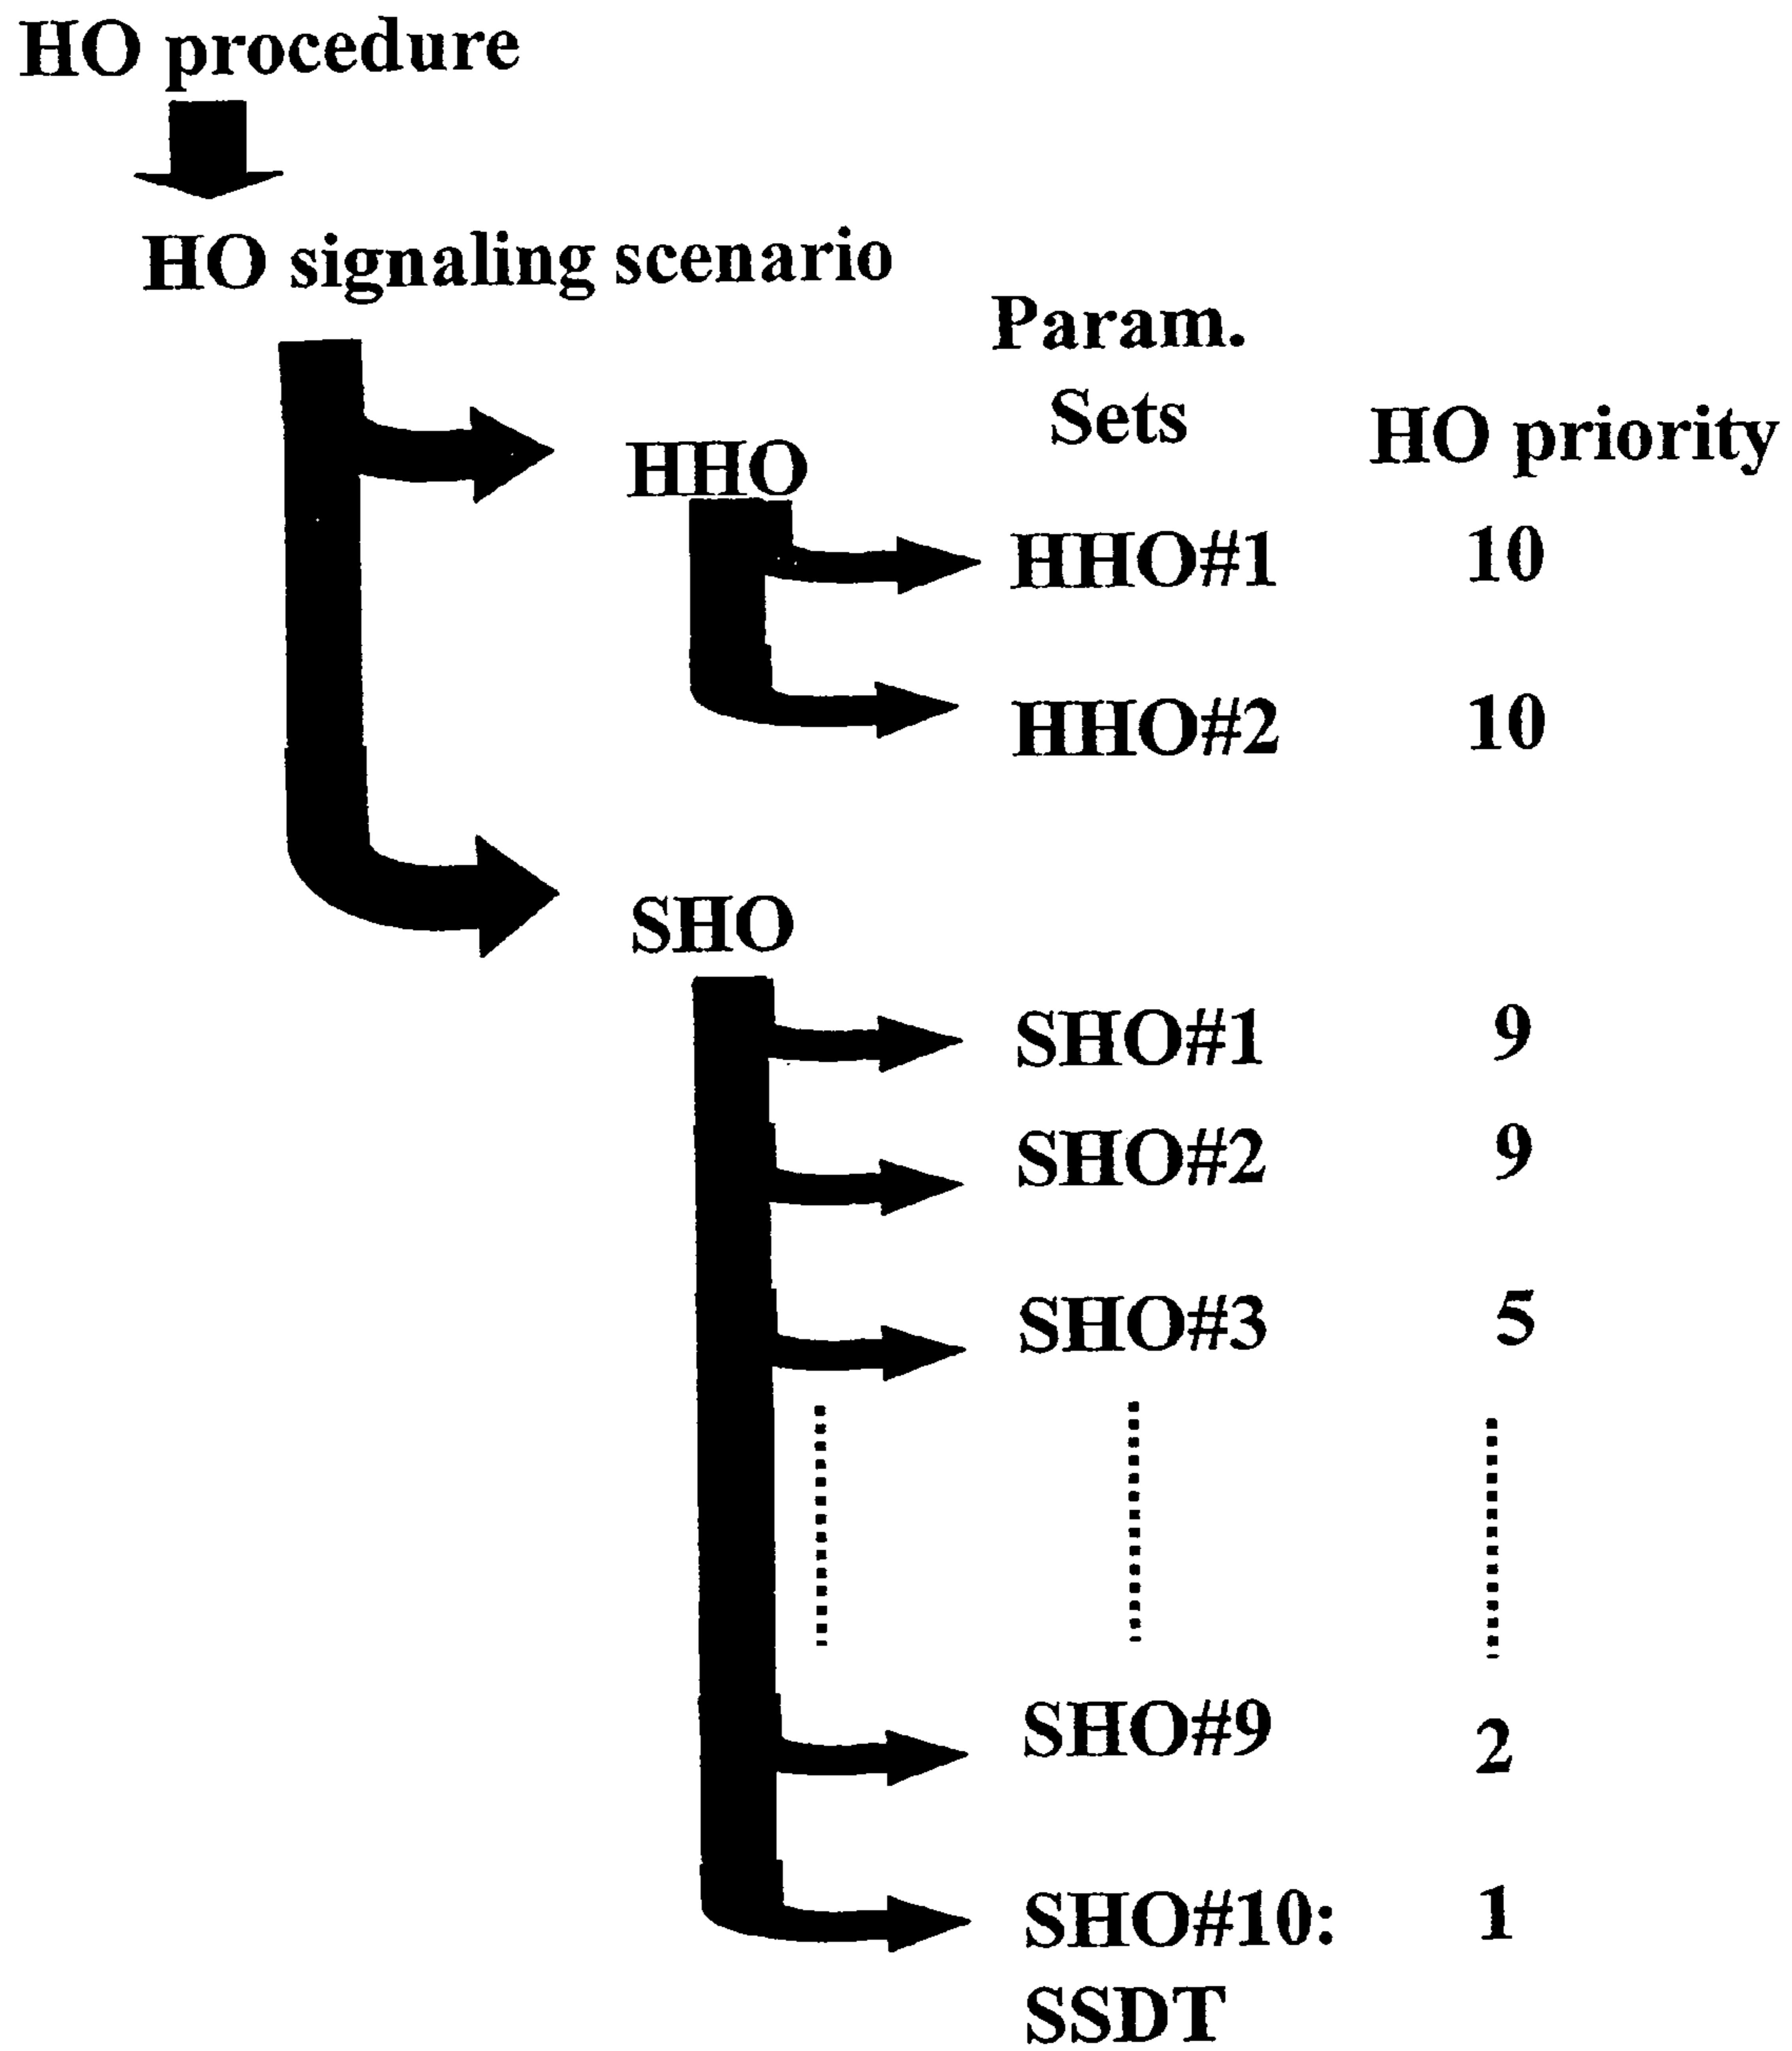 HO procedure
HO signaling scenario
Param.
Sets
HO priority
HHO
HHO#1 10
HHO#2 10
SHO
SHO#1 9
SHO#2 9
SHO#3 5
SHO#9 2
SHO#10: 1
SSDT